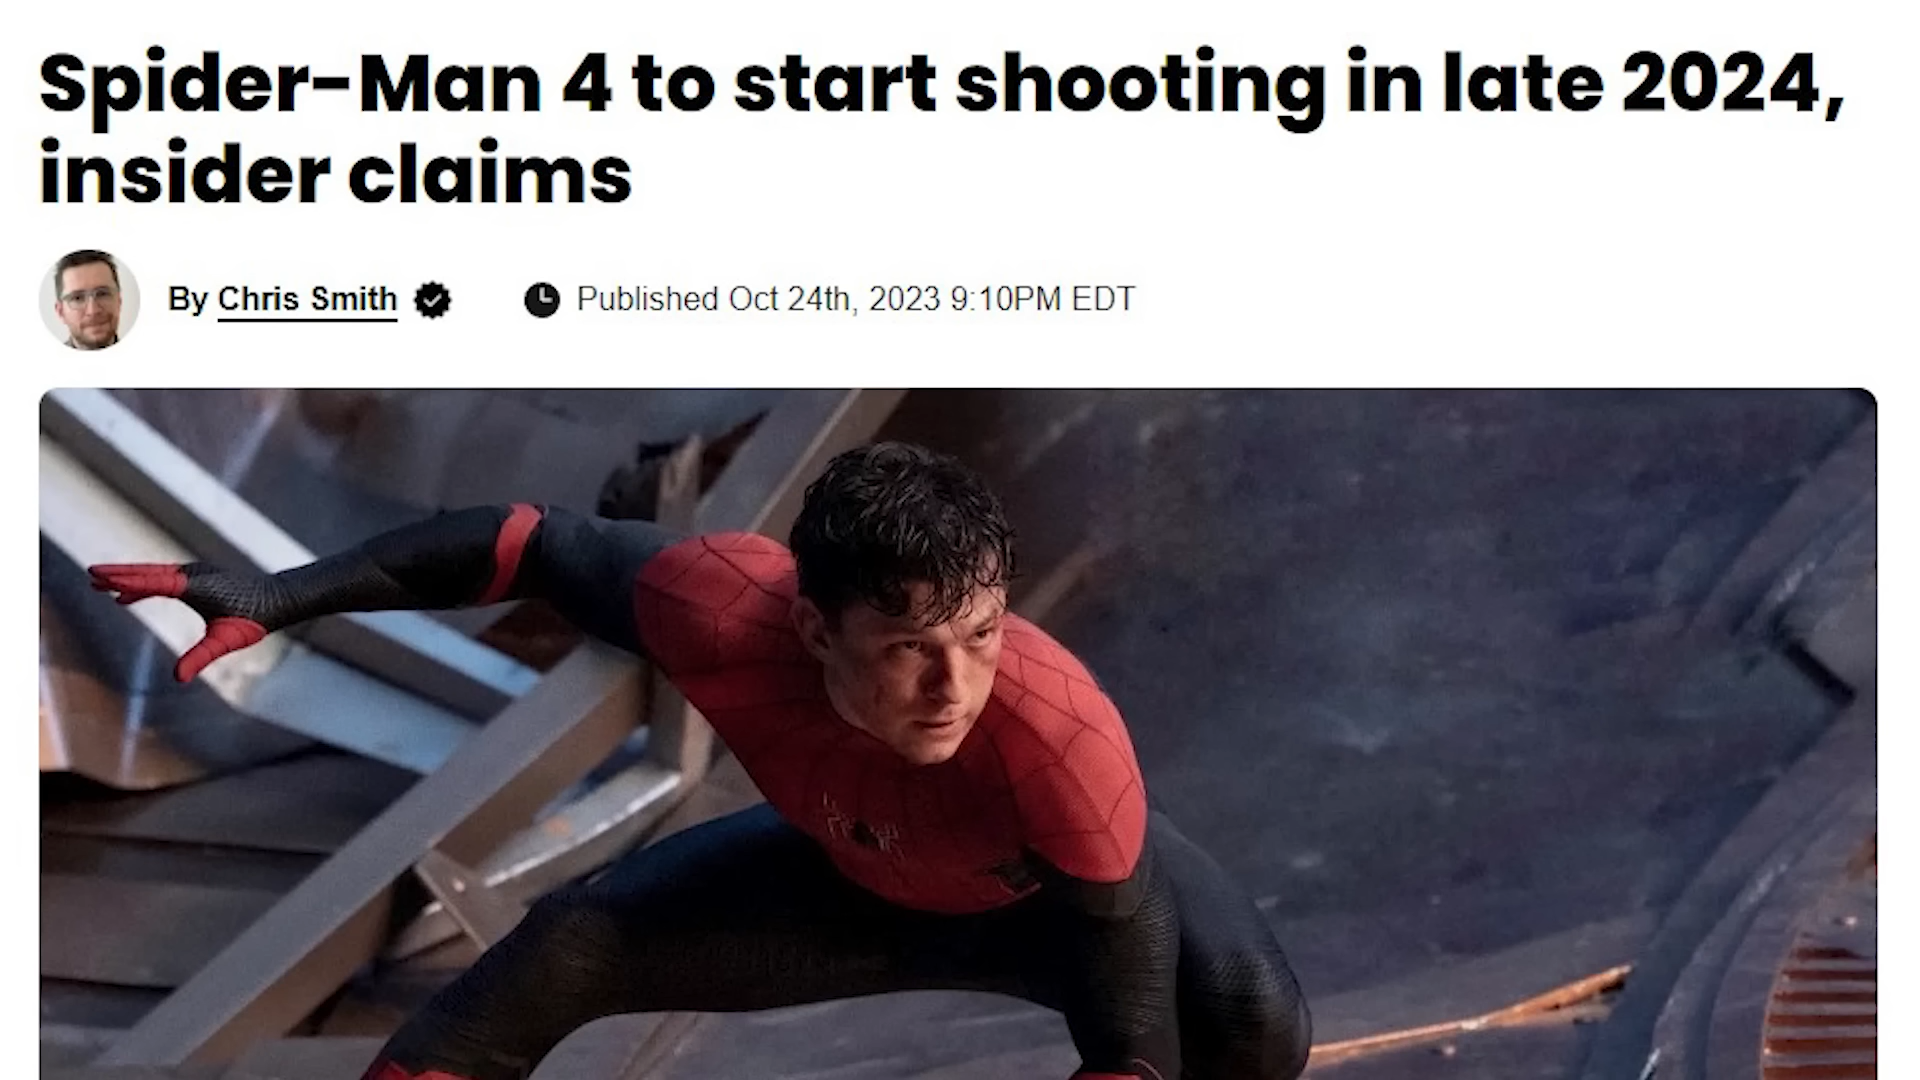 Spider-Man 4 to start shooting in late 2024,
insider claims
By Chris Smith
Published Oct 24th, 2023 9:10PM EDT